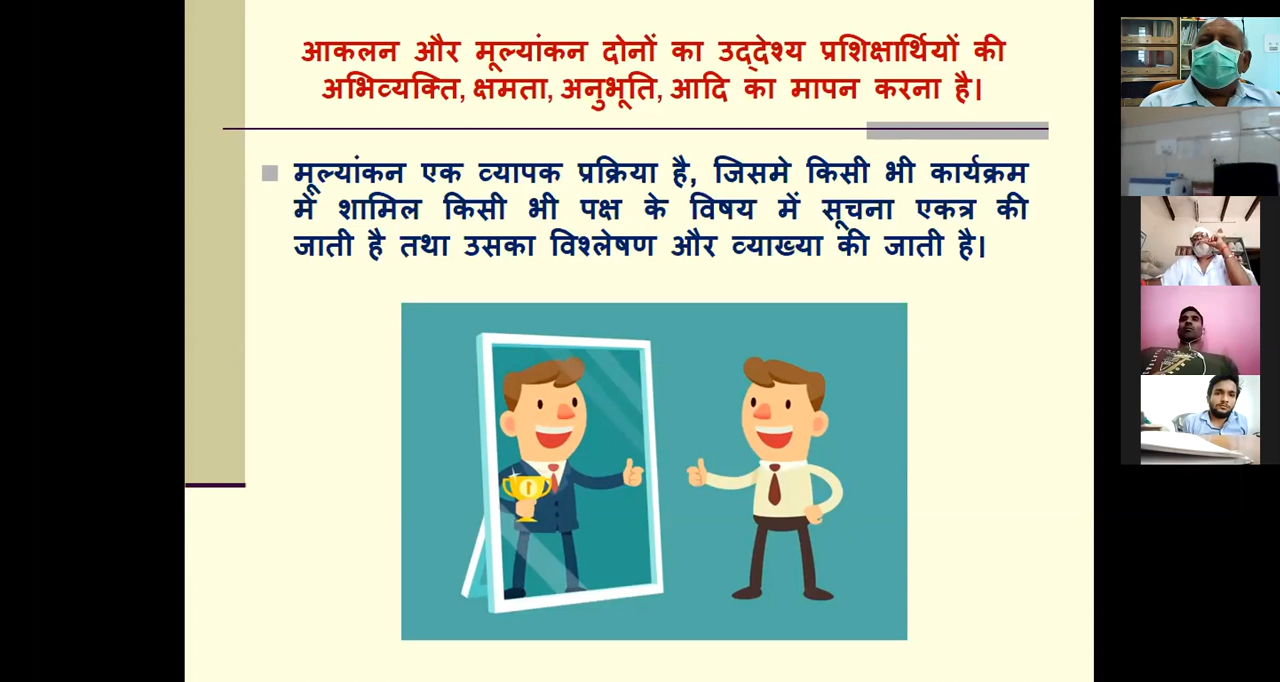 आकलन और मूल्यांकन दोनों का उद्देश्य प्रशिक्षार्थियों की
अभिव्यक्ति, क्षमता, अनुभूति, आदि का मापन करना है।
मूल्यांकन एक व्यापक प्रक्रिया है, जिसमे किसी भी कार्यक्रम
में शामिल किसी भी पक्ष के विषय में सूचना एकत्र की
जाती है तथा उसका विश्लेषण और व्याख्या की जाती है।
1